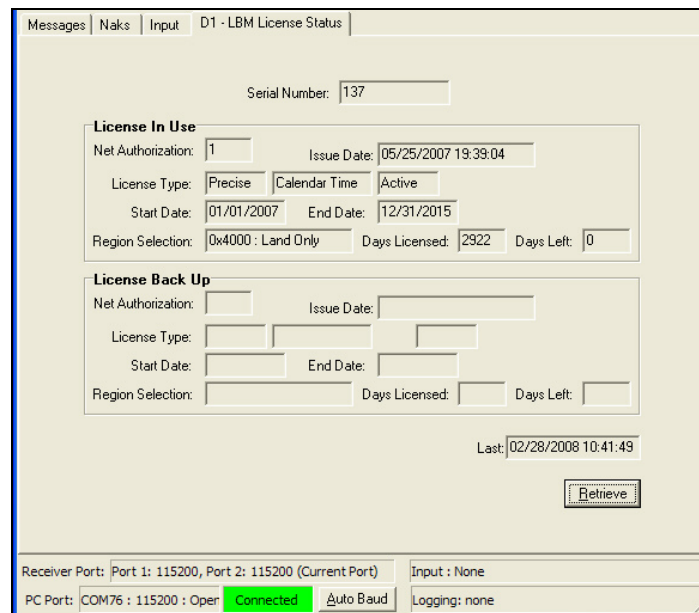 Messages Naks Input D1 - LBM License Status
Serial Number: 137
License In Use
Net Authorization: 1 Issue Date: 05/25/2007 19:39:04
License Type: Precise Calendar Time Active
Start Date: 01/01/2007 End Date: 12/31/2015
Region Selection: 0x4000 : Land Only Days Licensed: 2922 Days Left: 0
License Back Up
Net Authorization: Issue Date:
License Type:
Start Date: End Date:
Region Selection: Days Licensed: Days Left:
Last: 02/28/2008 10:41:49
Retrieve
Receiver Port: Port 1: 115200, Port 2: 115200 (Current Port) Input : None
PC Port: COM76 : 115200 : Open Connected Auto Baud Logging: none